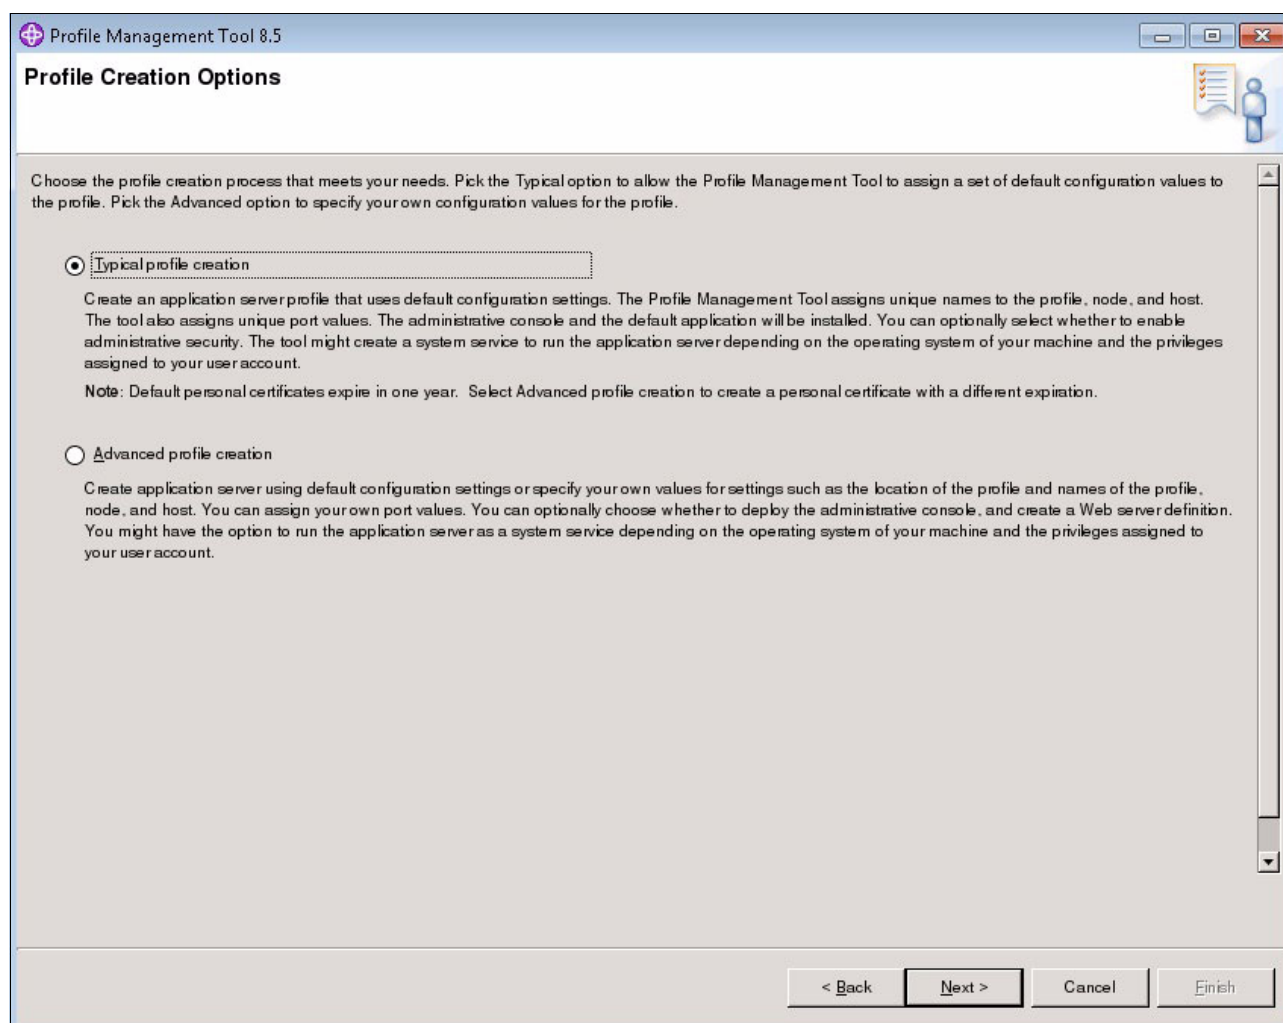 Profile Management Tool 8.5
Profile Creation Options
Choose the profile creation process that meets your needs. Pick the Typical option to allow the Profile Management Tool to assign a set of default configuration values to
the profile. Pick the Advanced option to specify your own configuration values for the profile.
Typical profile creation
Create an application server profile that uses default configuration settings. The Profile Management Tool assigns unique names to the profile, node, and host.
The tool also assigns unique port values. The administrative console and the default application will be installed. You can optionally select whether to enable
administrative security. The tool might create a system service to run the application server depending on the operating system of your machine and the privileges
assigned to your user account.
Note: Default personal certificates expire in one year. Select Advanced profile creation to create a personal certificate with a different expiration.
Advanced profile creation
Create application server using default configuration settings or specify your own values for settings such as the location of the profile and names of the profile,
node, and host. You can assign your own port values. You can optionally choose whether to deploy the administrative console, and create a Web server definition.
You might have the option to run the application server as a system service depending on the operating system of your machine and the privileges assigned to
your user account.
< Back Next > Cancel Finish